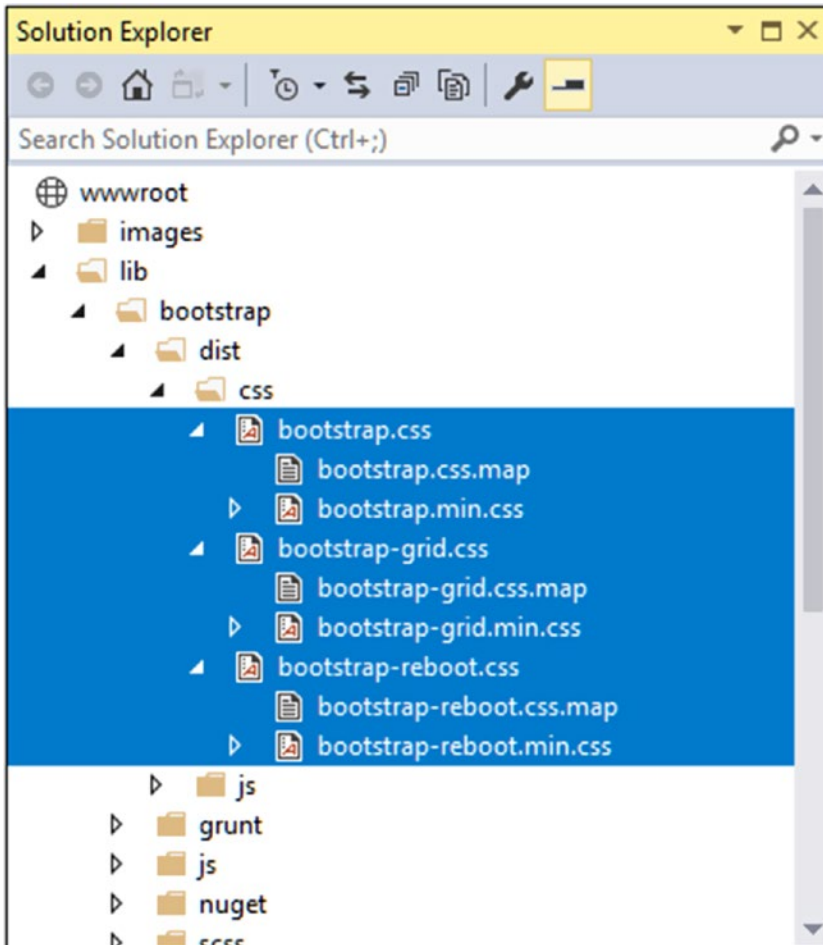 Solution Explorer
Search Solution Explorer (Ctrl+;)
wwwroot
images
lib
bootstrap
dist
css
bootstrap.css
bootstrap.css.map
bootstrap.min.css
bootstrap-grid.css
bootstrap-grid.css.map
bootstrap-grid.min.css
bootstrap-reboot.css
bootstrap-reboot.css.map
bootstrap-reboot.min.css
js
grunt
js
nuget
scss